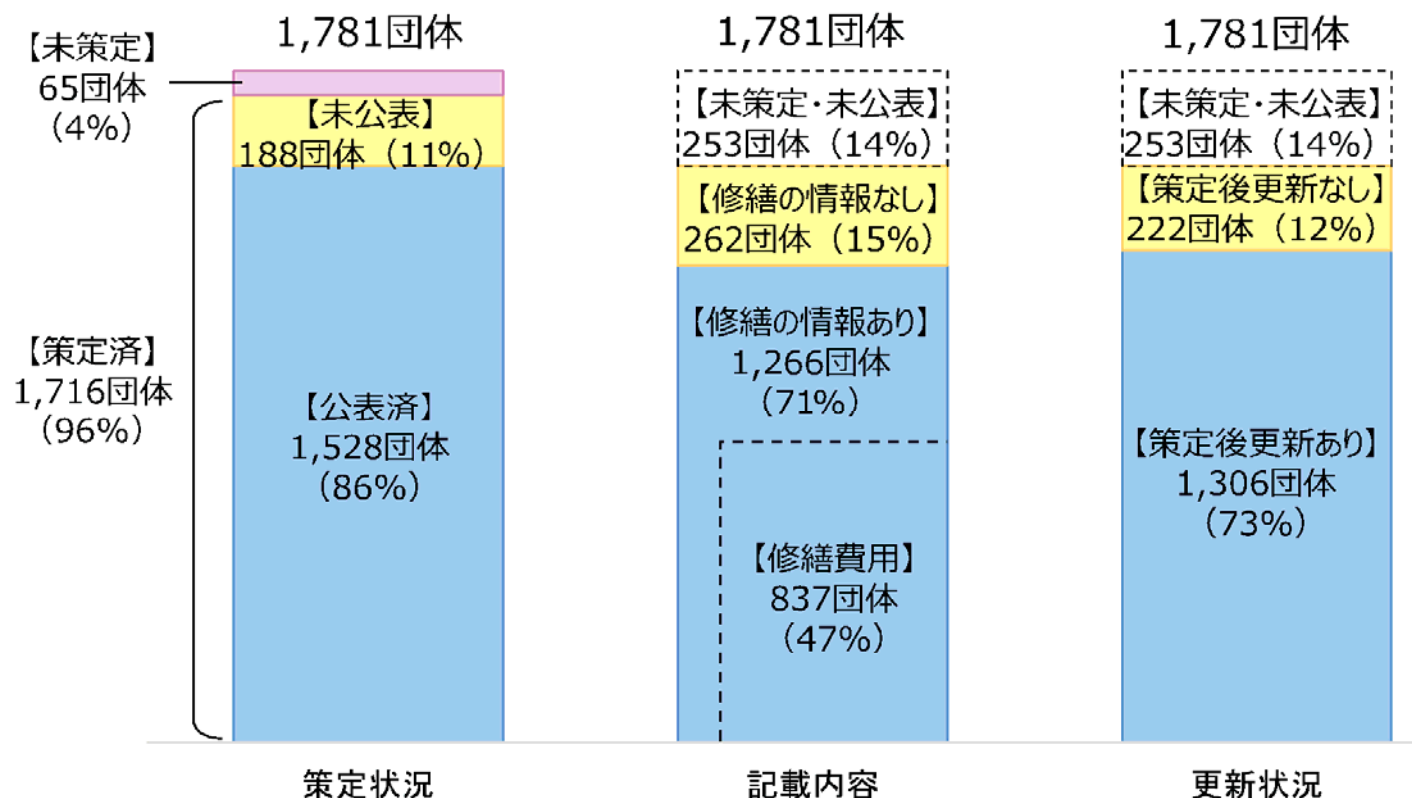 1,781団体
【未策定】
65団体
(4%)
【未公表】
188団体（11%）
【策定済】
1,716団体
(96%)
【公表済】
1,528団体
(86%)
策定状況
1,781団体
【未策定・未公表】
253団体（14%）
【修繕の情報なし】
262団体（15%）
【修繕の情報あり】
1,266団体
(71%)
【修繕費用】
837団体
(47%)
記載内容
1,781団体
【未策定・未公表】
253団体（14%）
【策定後更新なし】
222団体（12%）
【策定後更新あり】
1,306団体
(73%)
更新状況